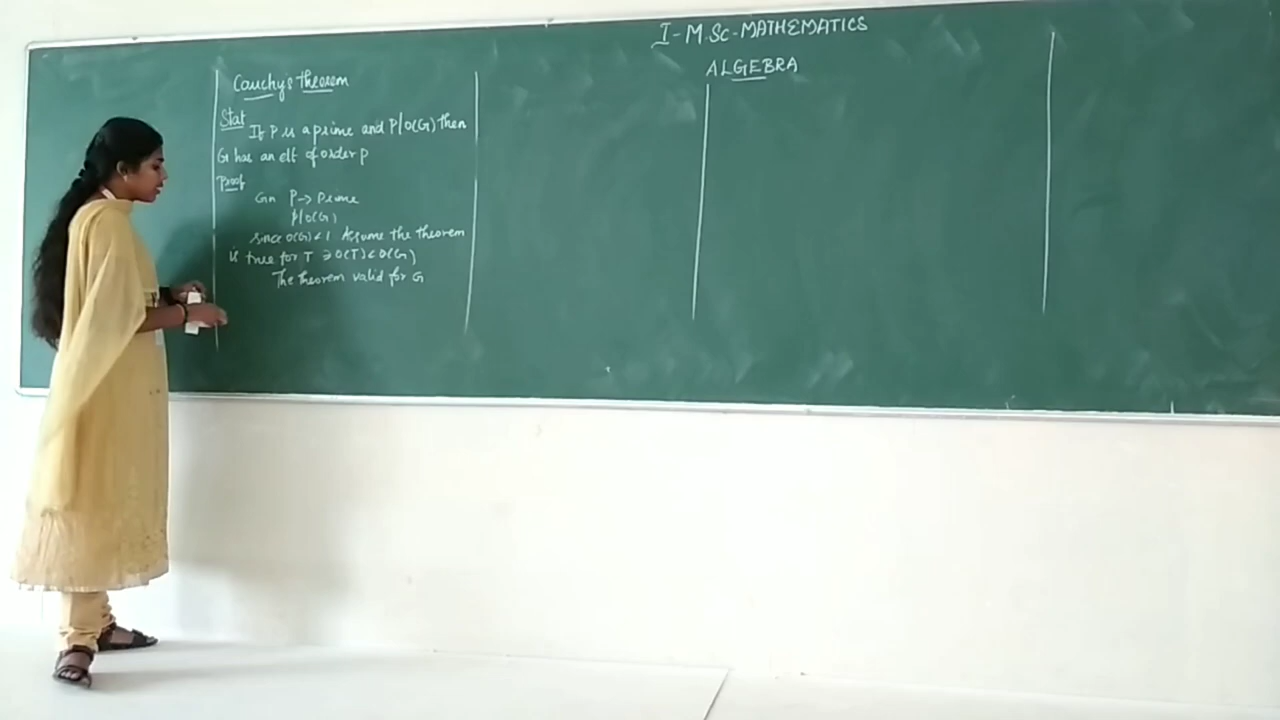 I - M.Sc - MATHEMATICS
ALGEBRA
Cauchy's theorem
Stat
If P is a prime and P/O(G) then
G has an elt of order p
Proof
Gn P → Prime
p/o(G)
since O(G) < 1 Assume the theorem
is true for T ∋ O(T) < O(G)
The theorem valid for G